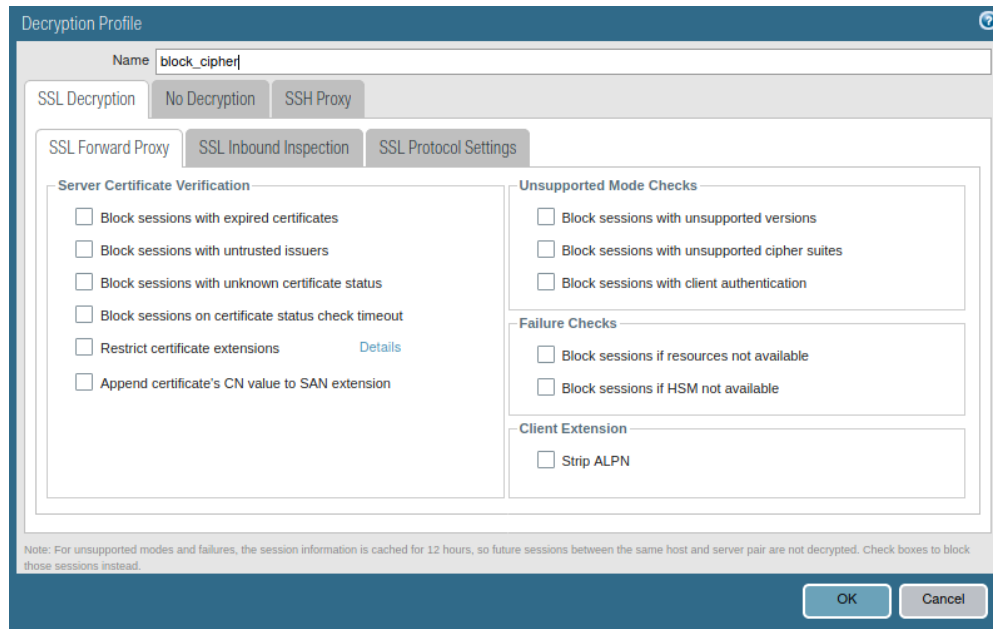 Decryption Profile
Name block_cipher
SSL Decryption No Decryption SSH Proxy
SSL Forward Proxy SSL Inbound Inspection SSL Protocol Settings
Server Certificate Verification
Block sessions with expired certificates
Block sessions with untrusted issuers
Block sessions with unknown certificate status
Block sessions on certificate status check timeout
Restrict certificate extensions Details
Append certificate's CN value to SAN extension
Unsupported Mode Checks
Block sessions with unsupported versions
Block sessions with unsupported cipher suites
Block sessions with client authentication
Failure Checks
Block sessions if resources not available
Block sessions if HSM not available
Client Extension
Strip ALPN
Note: For unsupported modes and failures, the session information is cached for 12 hours, so future sessions between the same host and server pair are not decrypted. Check boxes to block
those sessions instead.
OK Cancel